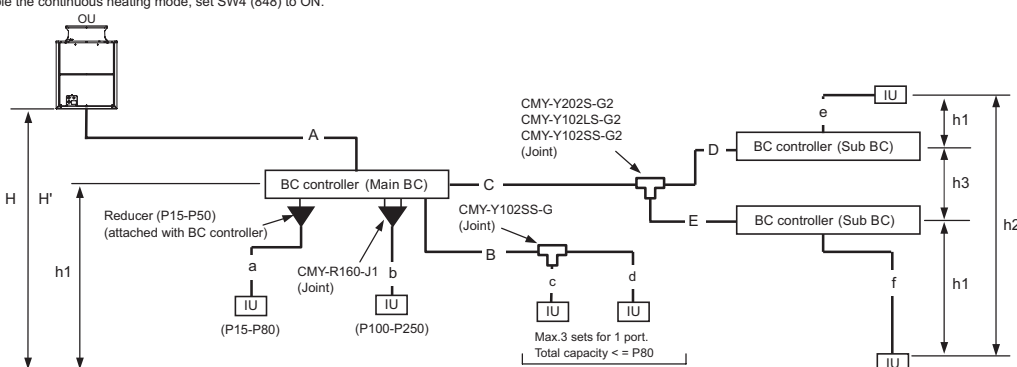 ble the continuous heating mode, set SW4 (848) to ON.
OU
IU
CMY-Y202S-G2
CMY-Y102LS-G2
CMY-Y102SS-G2
(Joint)
e
h1
A
D
BC controller (Sub BC)
H
H'
BC controller (Main BC)
C
h3
Reducer (P15-P50)
(attached with BC controller)
CMY-Y102SS-G
(Joint)
E
BC controller (Sub BC)
h2
h1
a
CMY-R160-J1
(Joint)
b
B
c
d
f
h1
IU
IU
IU
IU
(P15-P80)
(P100-P250)
Max.3 sets for 1 port.
Total capacity < = P80
IU